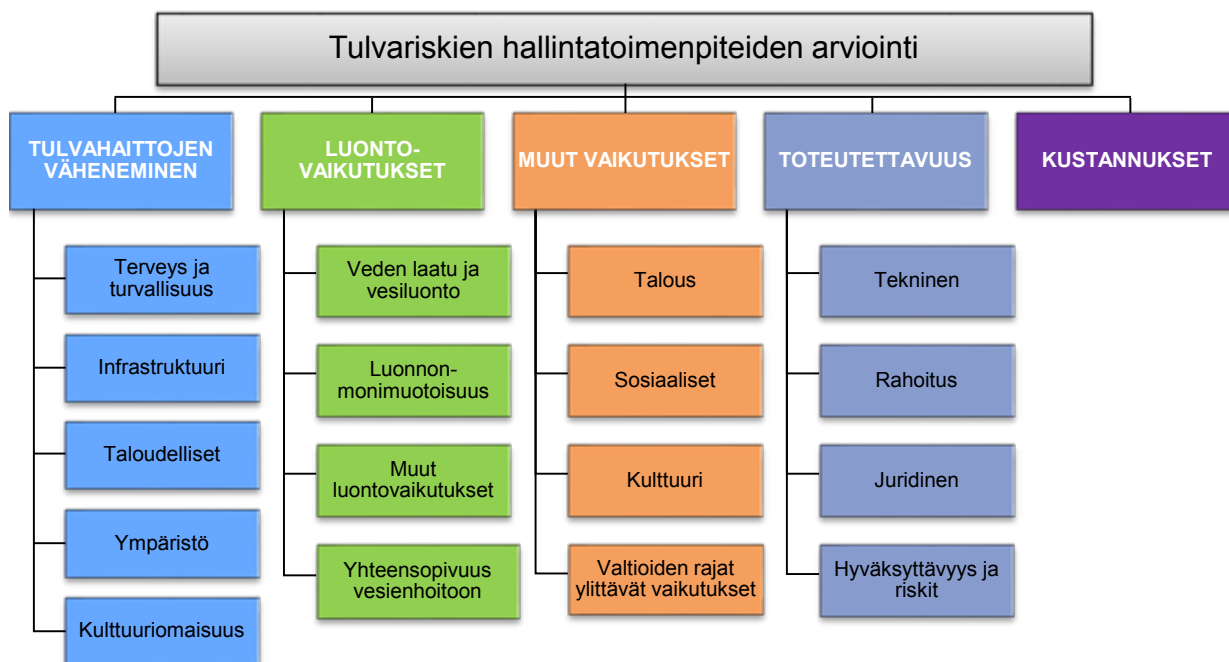 Tulvariskien hallintatoimenpiteiden arviointi
TULVAHAITTOJEN
VÄHENEMINEN
Terveys ja
turvallisuus
Infrastruktuuri
Taloudelliset
Ympäristö
Kulttuuriomaisuus
LUONTO-
VAIKUTUKSET
Veden laatu ja
vesiluonto
Luonnon-
monimuotoisuus
Muut
luontovaikutukset
Yhteensopivuus
vesienhoitoon
MUUT VAIKUTUKSET
Talous
Sosiaaliset
Kulttuuri
Valtioiden rajat
ylittävät vaikutukset
TOTEUTETTAVUUS
Tekninen
Rahoitus
Juridinen
Hyväksyttävyys ja
riskit
KUSTANNUKSET